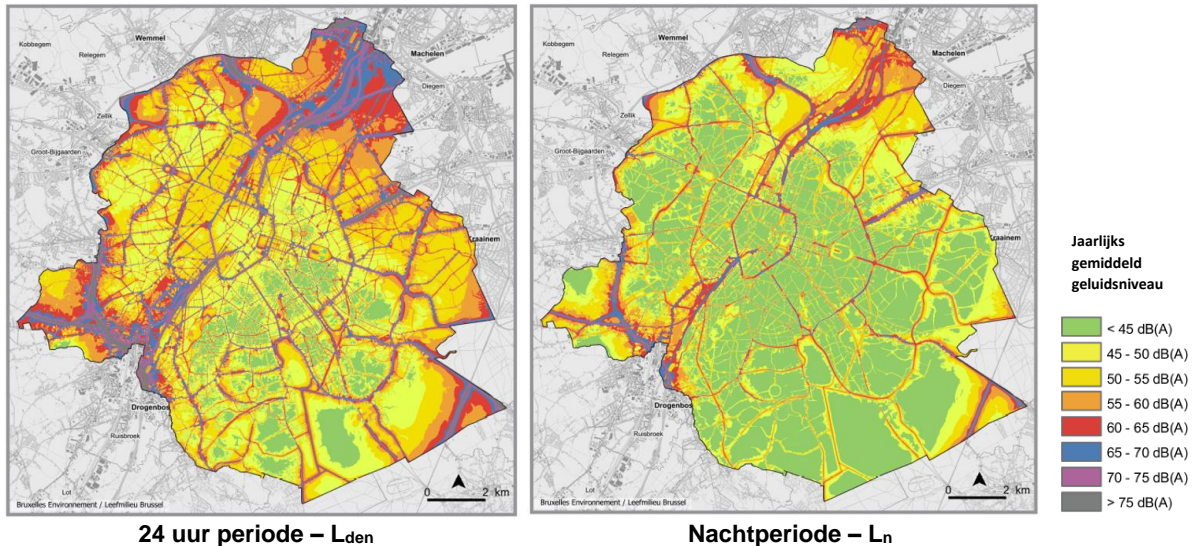 Wemmel
Kobbegem
Relegem
Machelen
Diegem
Zellik
Groot-Bijgaarden
Kraainem
Drogenbos
Ruisbroek
Lot
0 2 km
Bruxelles Environnement / Leefmilieu Brussel
24 uur periode – Lden
Wemmel
Kobbegem
Relegem
Machelen
Diegem
Zellik
Groot-Bijgaarden
Kraainem
Drogenbos
Ruisbroek
Lot
0 2 km
Bruxelles Environnement / Leefmilieu Brussel
Nachtperiode – Ln
Jaarlijks
gemiddeld
geluidsniveau
< 45 dB(A)
45 - 50 dB(A)
50 - 55 dB(A)
55 - 60 dB(A)
60 - 65 dB(A)
65 - 70 dB(A)
70 - 75 dB(A)
> 75 dB(A)